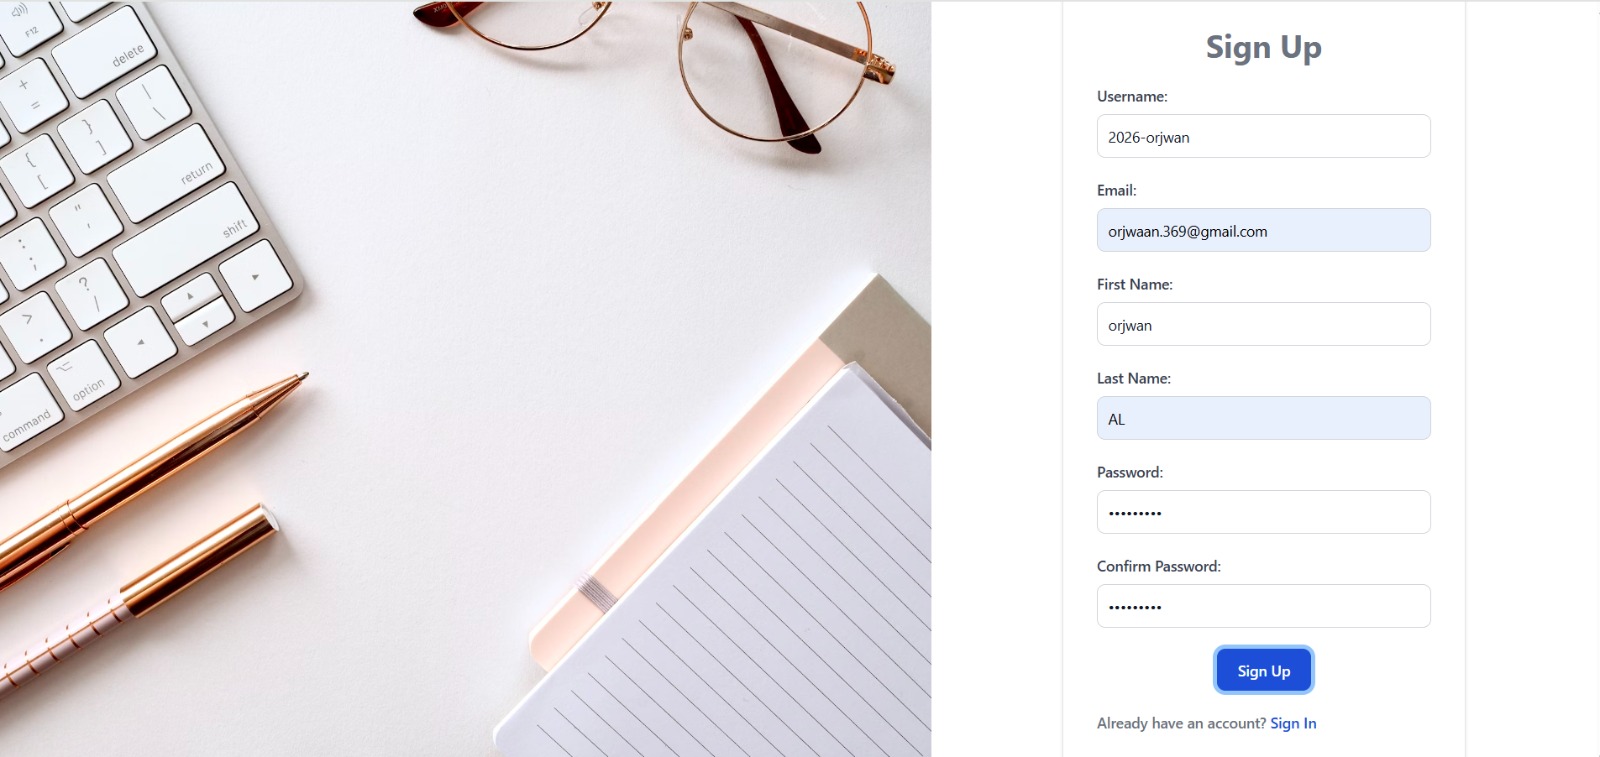 F12
delete
+
=
|
\
}
]
{
[
return
"
,
shift
:
;
?
/
>
.
option
command
Sign Up
Username:
2026-orjwan
Email:
orjwaan.369@gmail.com
First Name:
orjwan
Last Name:
AL
Password:
•••••••••
Confirm Password:
•••••••••
Sign Up
Already have an account? Sign In